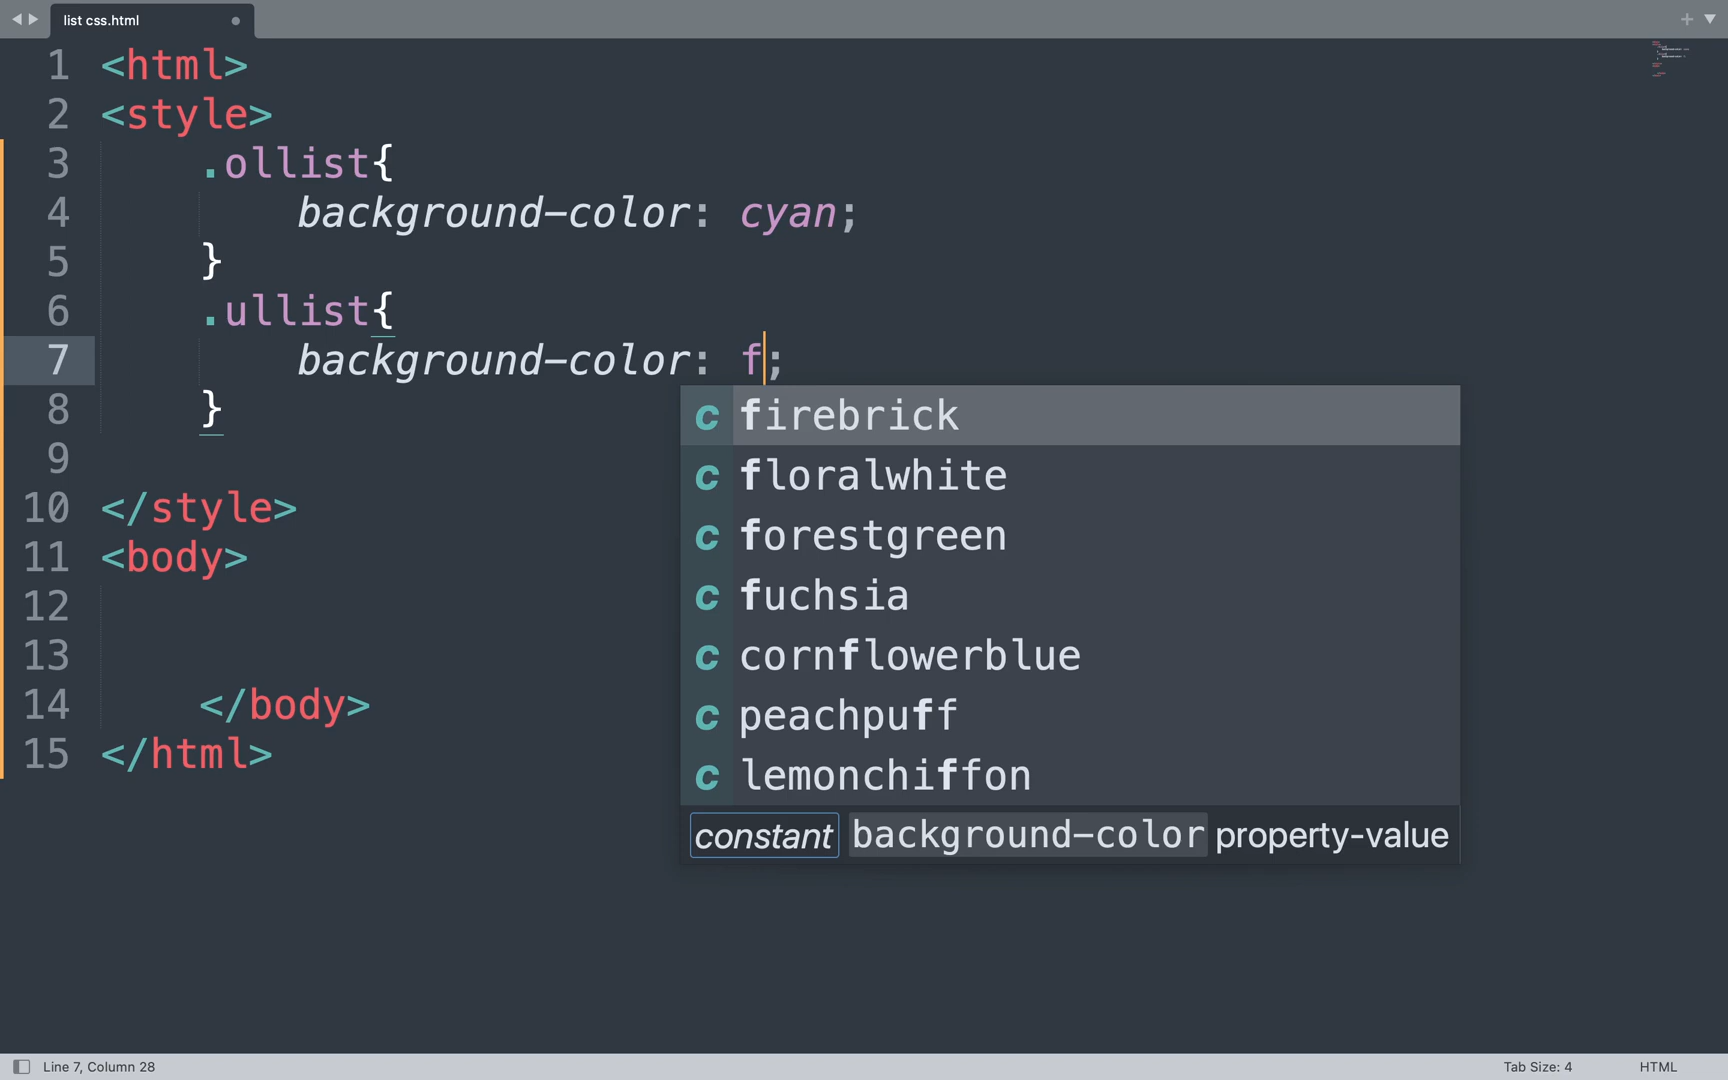 list css.html
1 <html>
2 <style>
3 .ollist{
4 background-color: cyan;
5 }
6 .ullist{
7 background-color: f;
8 }
9
10 </style>
11 <body>
12
13
14 </body>
15 </html>
c firebrick
c floralwhite
c forestgreen
c fuchsia
c cornflowerblue
c peachpuff
c lemonchiffon
constant background-color property-value
Line 7, Column 28 Tab Size: 4 HTML